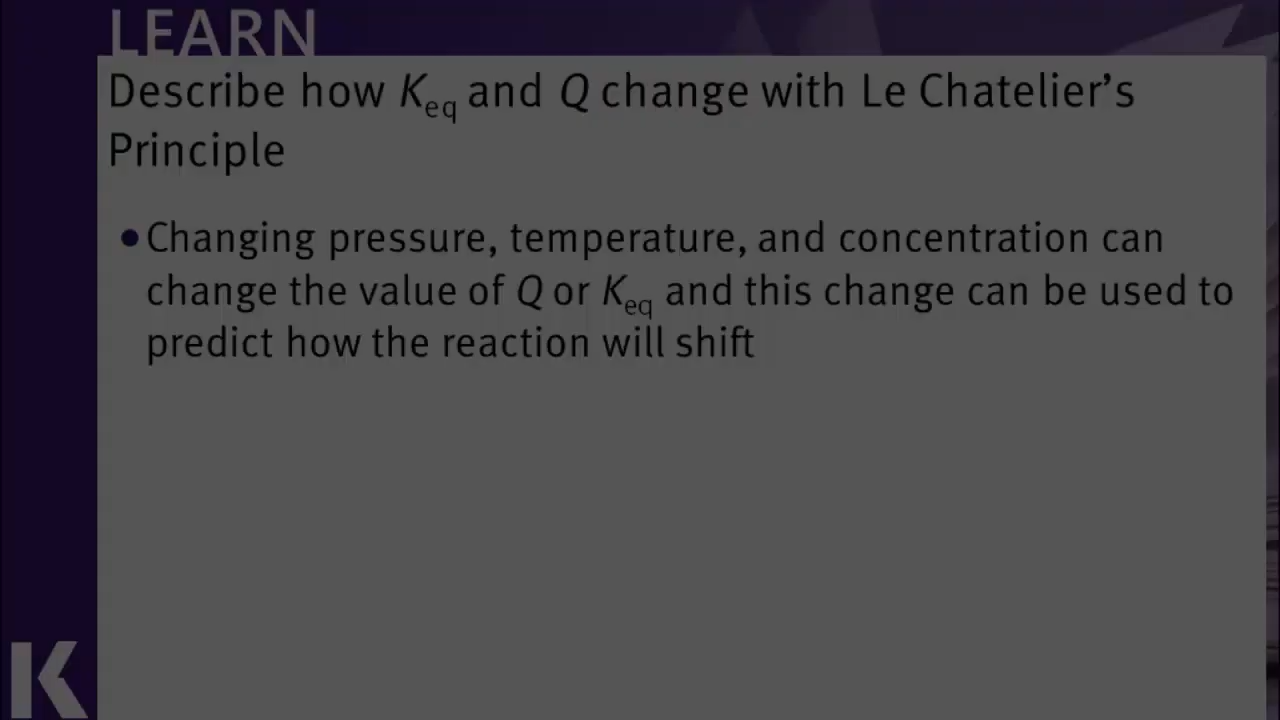 LEARN
Describe how Keq and Q change with Le Chatelier’s
Principle
•Changing pressure, temperature, and concentration can
change the value of Q or Keq and this change can be used to
predict how the reaction will shift
K